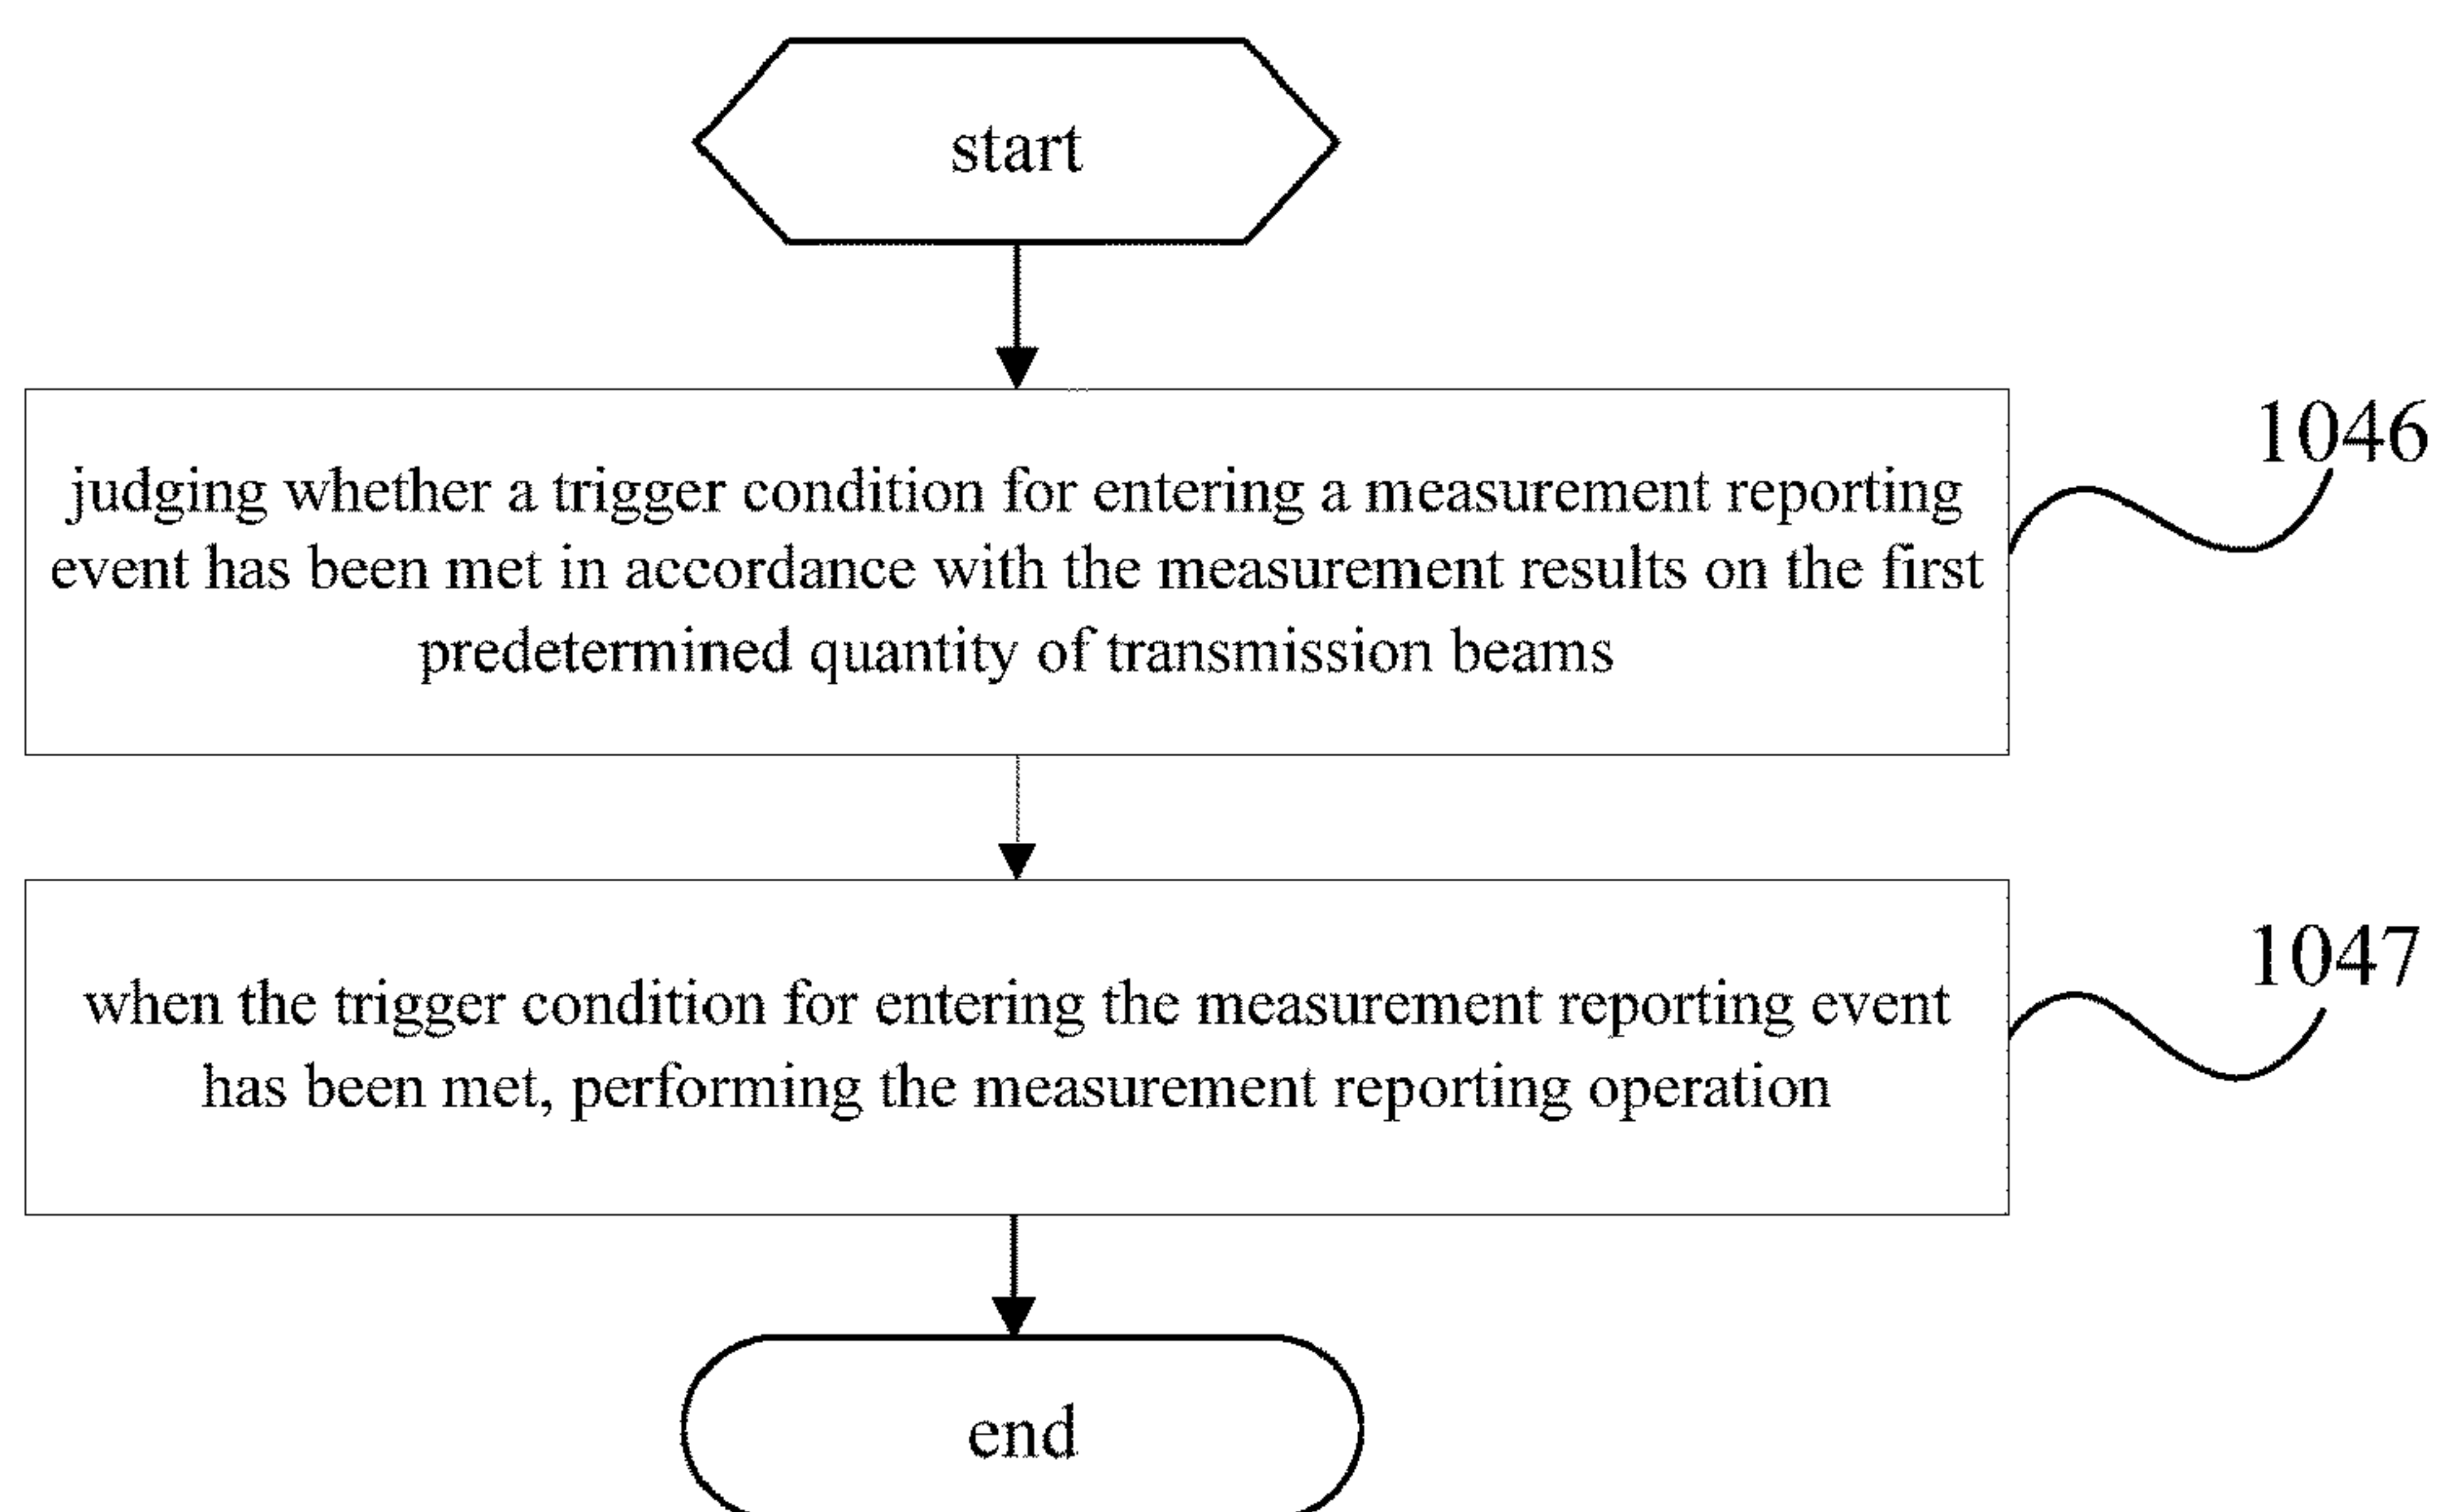 start
1046
judging whether a trigger condition for entering a measurement reporting
event has been met in accordance with the measurement results on the first
predetermined quantity of transmission beams
1047
when the trigger condition for entering the measurement reporting event
has been met, performing the measurement reporting operation
end